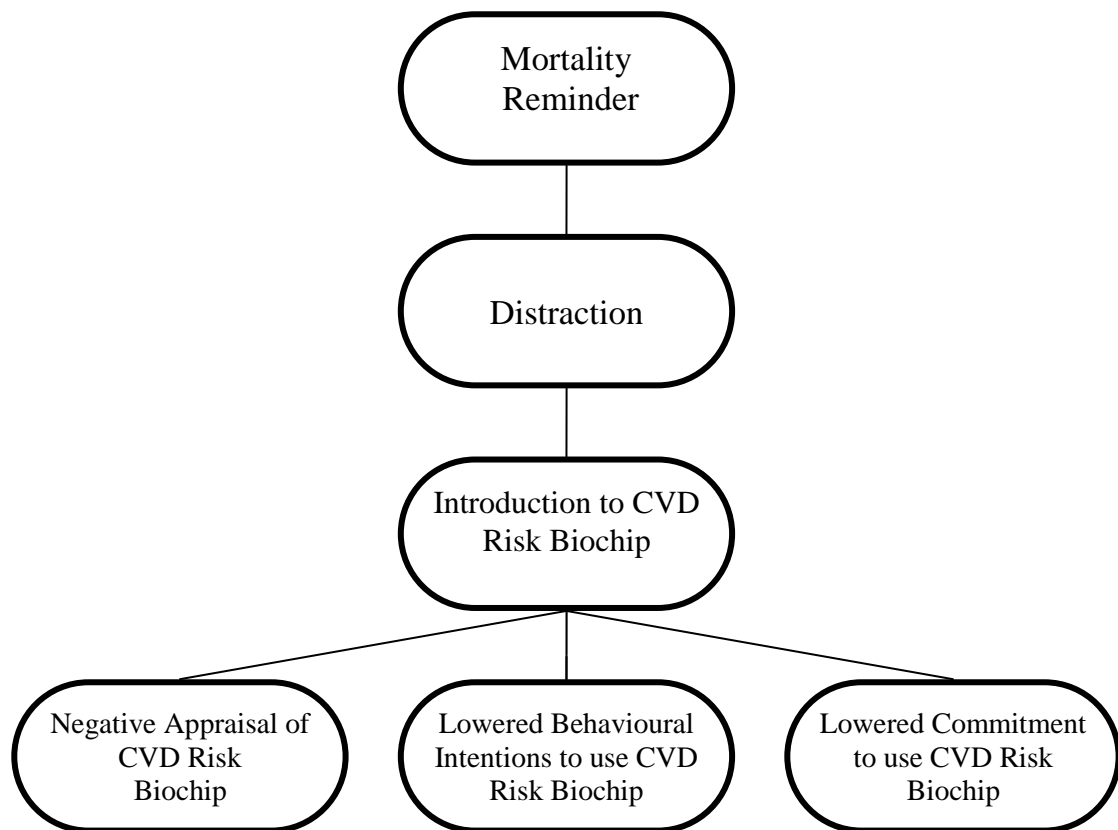 Mortality
Reminder
Distraction
Introduction to CVD
Risk Biochip
Negative Appraisal of
CVD Risk
Biochip
Lowered Behavioural
Intentions to use CVD
Risk Biochip
Lowered Commitment
to use CVD Risk
Biochip